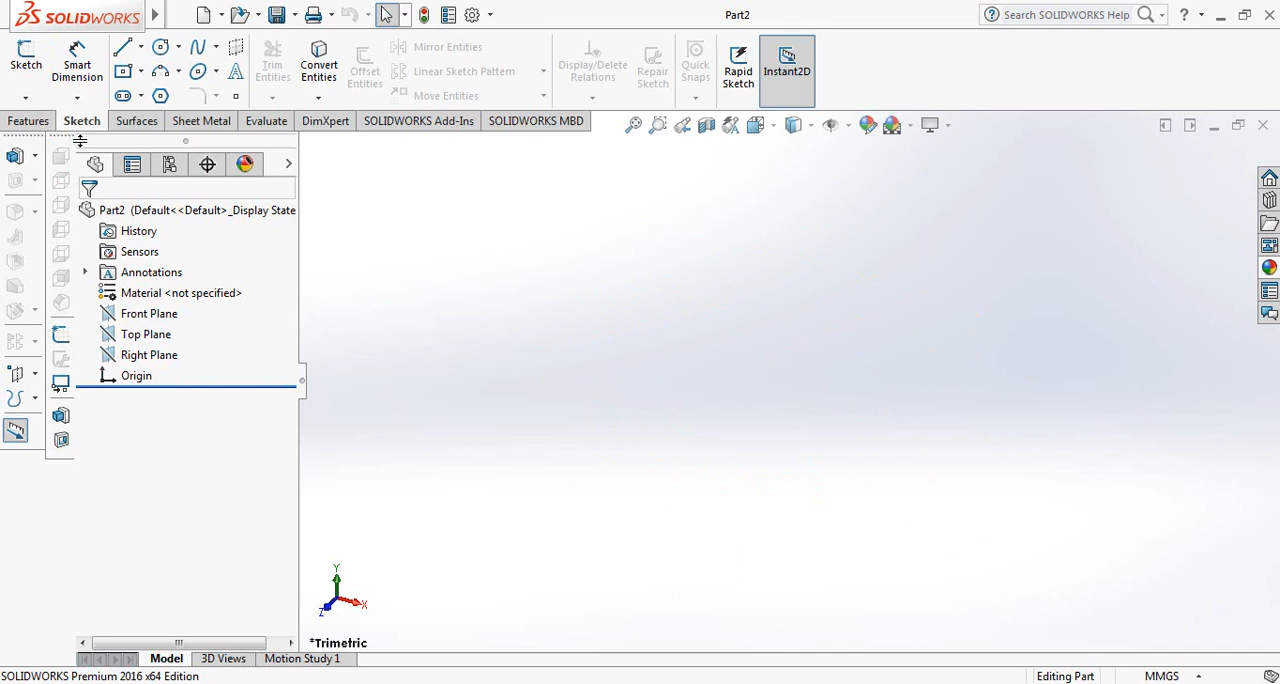 SOLIDWORKS
Part2
Search SOLIDWORKS Help
?
Sketch
Smart Dimension
Trim Entities
Convert Entities
Offset Entities
Mirror Entities
Linear Sketch Pattern
Move Entities
Display/Delete Relations
Repair Sketch
Quick Snaps
Rapid Sketch
Instant2D
Features
Sketch
Surfaces
Sheet Metal
Evaluate
DimXpert
SOLIDWORKS Add-Ins
SOLIDWORKS MBD
Part2 (Default<<Default>_Display State
History
Sensors
Annotations
Material <not specified>
Front Plane
Top Plane
Right Plane
Origin
Y
X
Z
*Trimetric
Model
3D Views
Motion Study 1
SOLIDWORKS Premium 2016 x64 Edition
Editing Part
MMGS